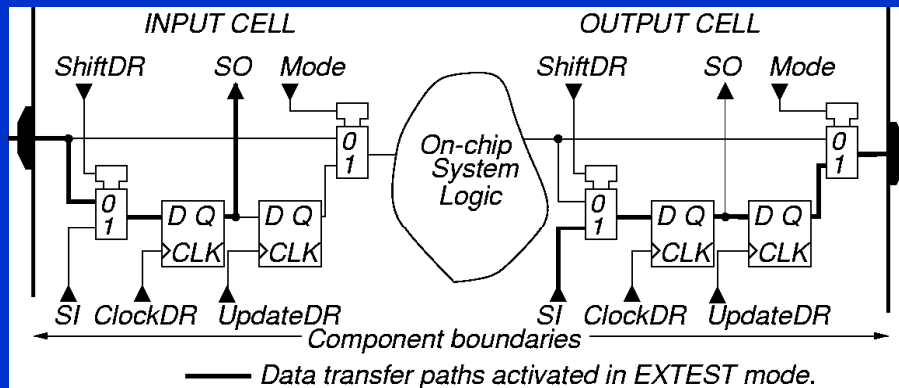 INPUT CELL OUTPUT CELL
ShiftDR SO Mode ShiftDR SO Mode
0 0
1 On-chip 1
System
Logic
0 D Q D Q 0 D Q D Q
1 CLK CLK 1 CLK CLK
SI ClockDR UpdateDR SI ClockDR UpdateDR
Component boundaries
Data transfer paths activated in EXTEST mode.